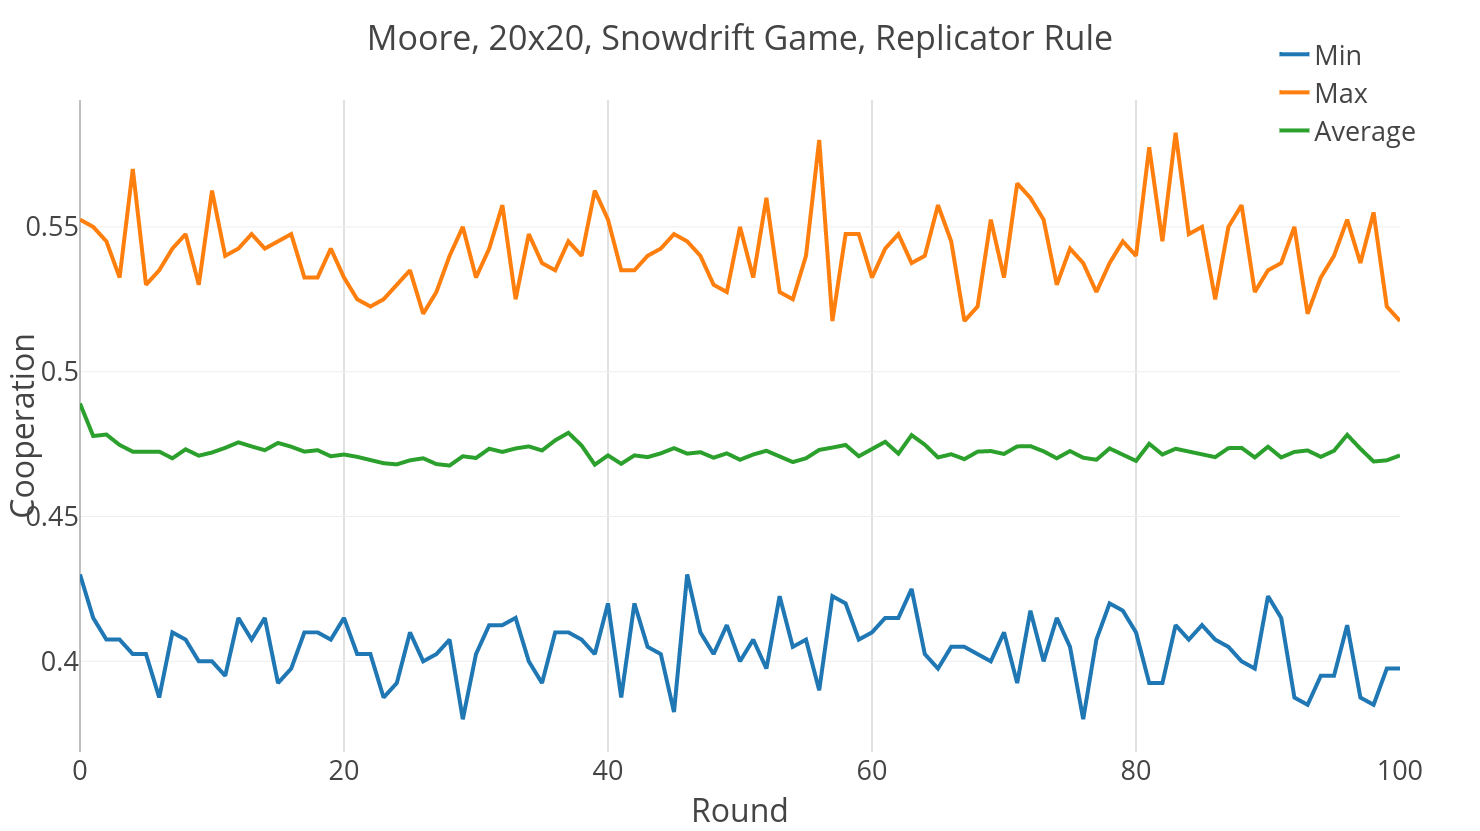 Moore, 20x20, Snowdrift Game, Replicator Rule
Min
Max
Average
Cooperation
0.55
0.5
0.45
0.4
0 20 40 60 80 100
Round